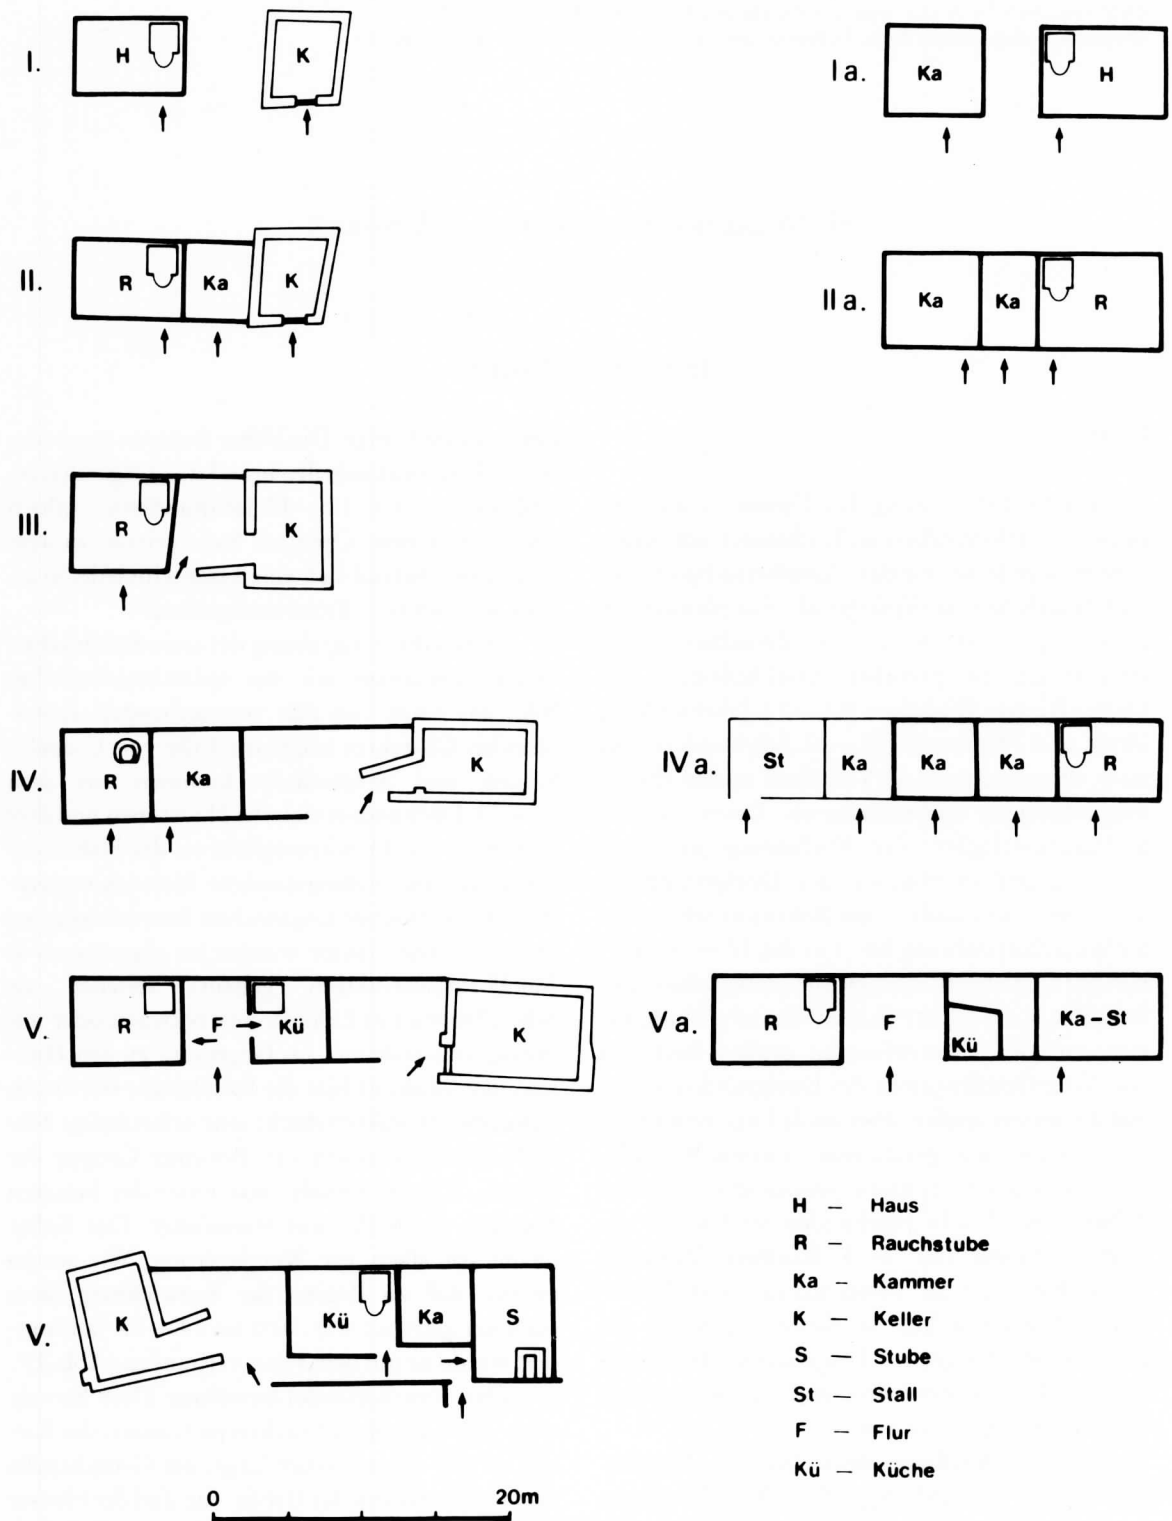 I. H K
Ia. Ka H
II. R Ka K
IIa. Ka Ka R
III. R K
IV. R Ka K
IVa. St Ka Ka Ka R
V. R F Kü K
Va. R F Kü Ka-St
V. K Kü Ka S
H – Haus
R – Rauchstube
Ka – Kammer
K – Keller
S – Stube
St – Stall
F – Flur
Kü – Küche
0 20m